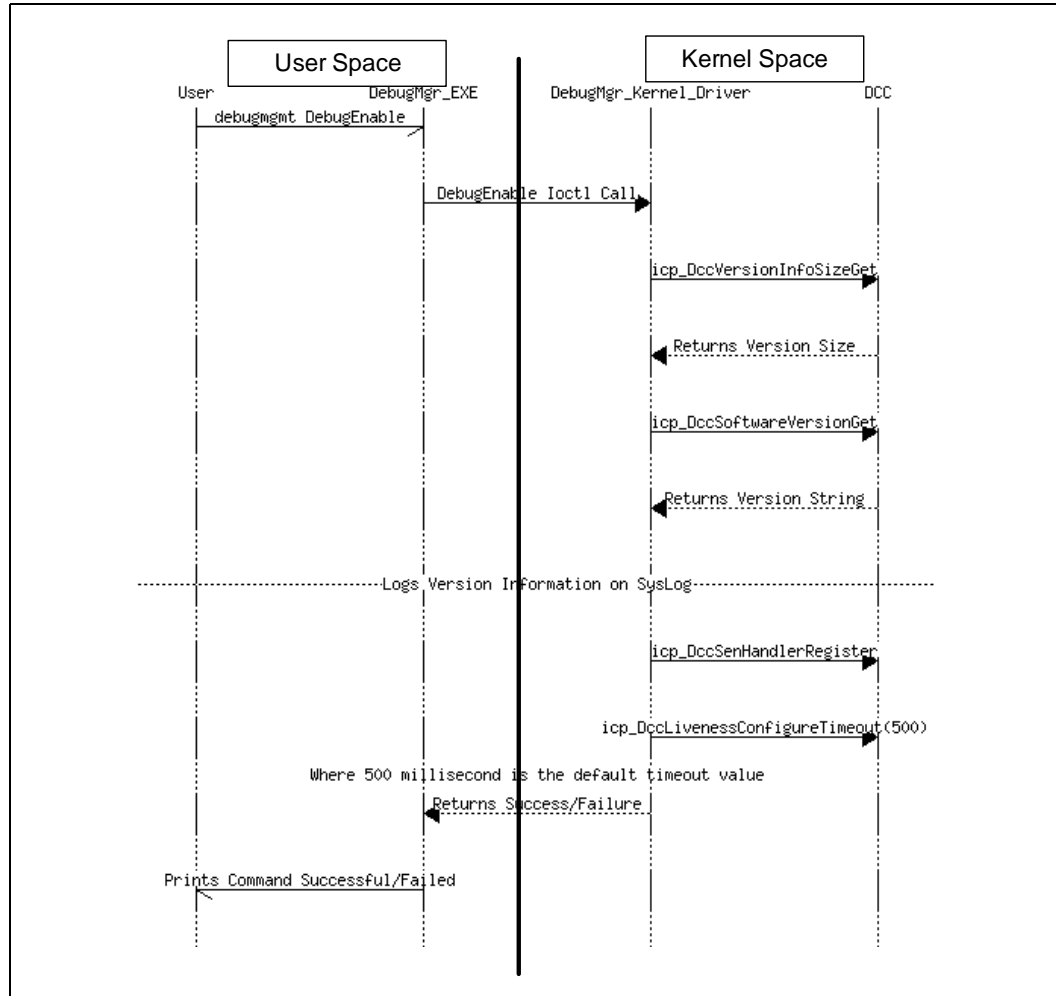 User Space
Kernel Space
User
DebugMgr_EXE
DebugMgr_Kernel_Driver
DCC
debugmgmt DebugEnable
DebugEnable Ioctl Call
icp_DccVersionInfoSizeGet
Returns Version Size
icp_DccSoftwareVersionGet
Returns Version String
Logs Version Information on SysLog
icp_DccSenHandlerRegister
icp_DccLivenessConfigureTimeout(500)
Where 500 millisecond is the default timeout value
Returns Success/Failure
Prints Command Successful/Failed